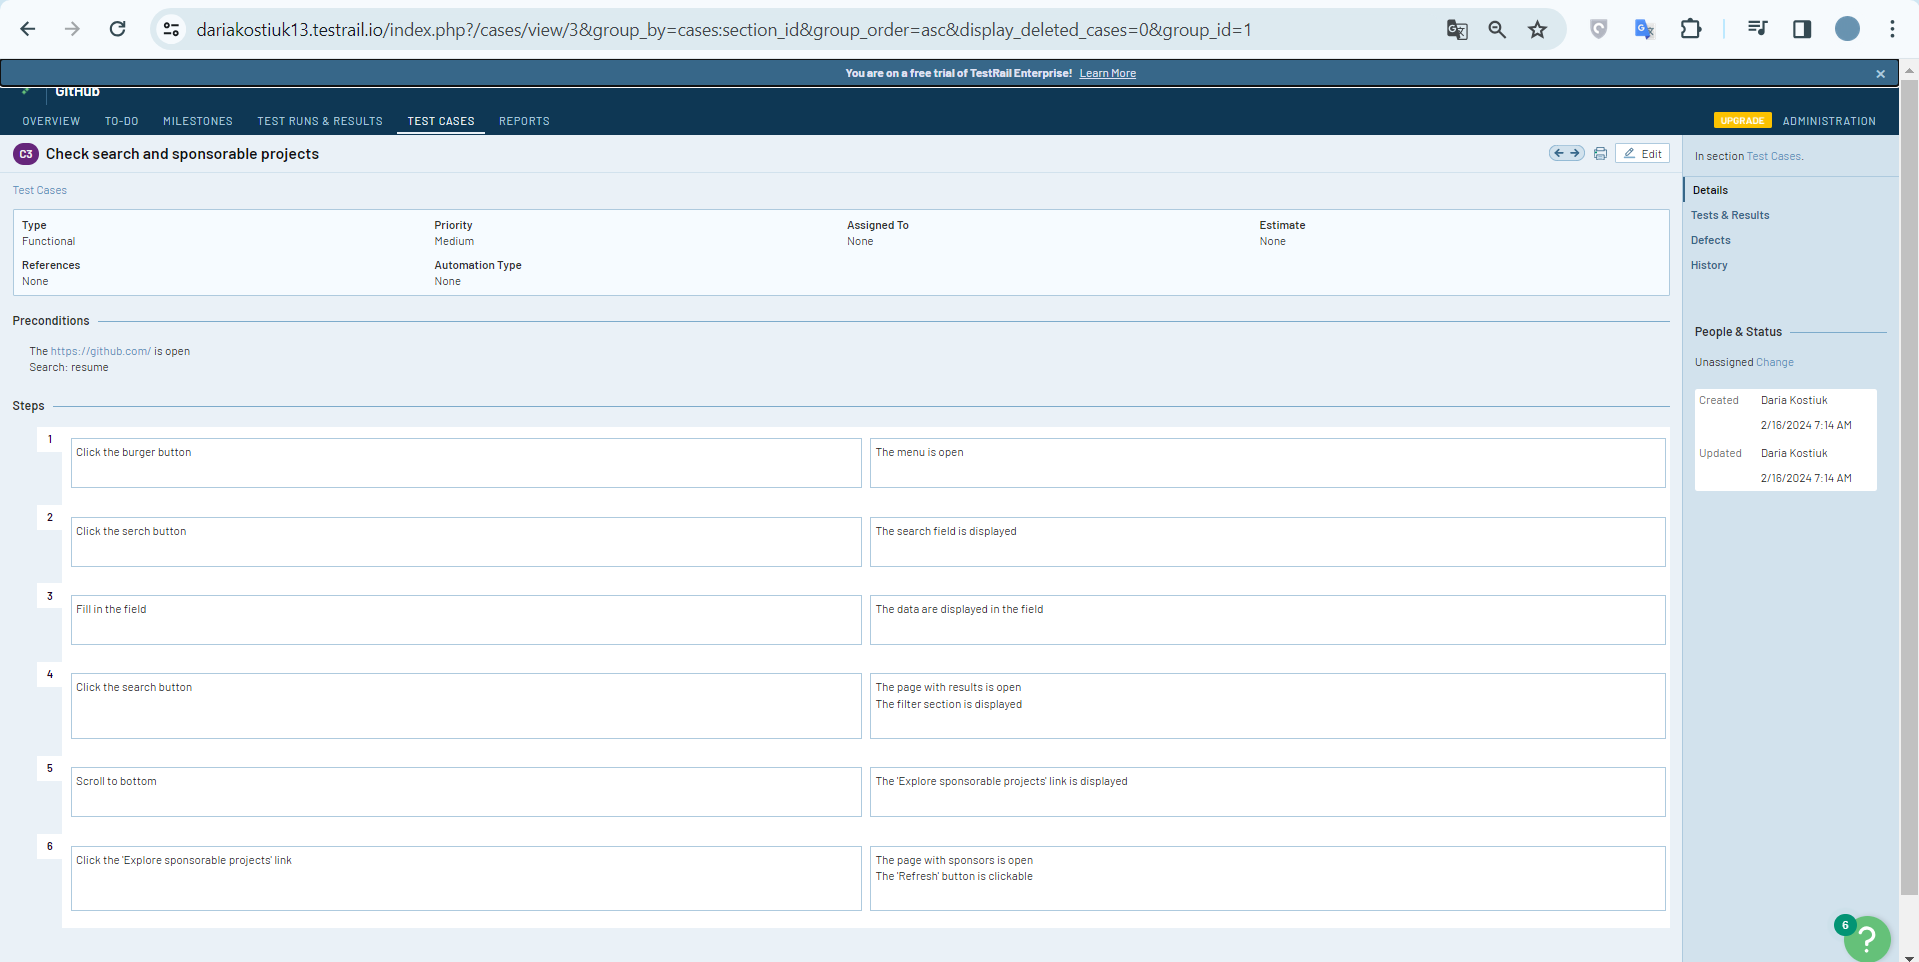 dariakostiuk13.testrail.io/index.php?/cases/view/3&group_by=cases:section_id&group_order=asc&display_deleted_cases=0&group_id=1
You are on a free trial of TestRail Enterprise! Learn More
GitHub
OVERVIEW TO-DO MILESTONES TEST RUNS & RESULTS TEST CASES REPORTS UPGRADE ADMINISTRATION
C3 Check search and sponsorable projects Edit
In section Test Cases.
Test Cases
Type Priority Assigned To Estimate
Functional Medium None None
References Automation Type
None None
Details
Tests & Results
Defects
History
Preconditions
The https://github.com/ is open
Search: resume
People & Status
Unassigned Change
Created Daria Kostiuk
2/16/2024 7:14 AM
Updated Daria Kostiuk
2/16/2024 7:14 AM
Steps
1
Click the burger button The menu is open
2
Click the serch button The search field is displayed
3
Fill in the field The data are displayed in the field
4
Click the search button The page with results is open
The filter section is displayed
5
Scroll to bottom The 'Explore sponsorable projects' link is displayed
6
Click the 'Explore sponsorable projects' link The page with sponsors is open
The 'Refresh' button is clickable
6
?